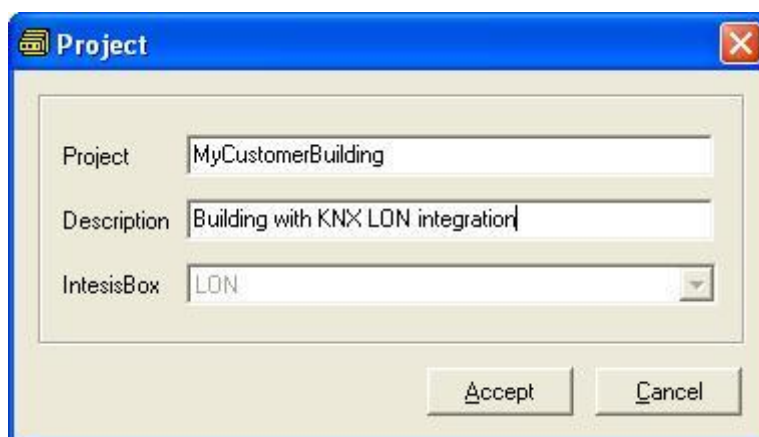 Project
Project MyCustomerBuilding
Description Building with KNX LON integration
IntesisBox LON
Accept Cancel